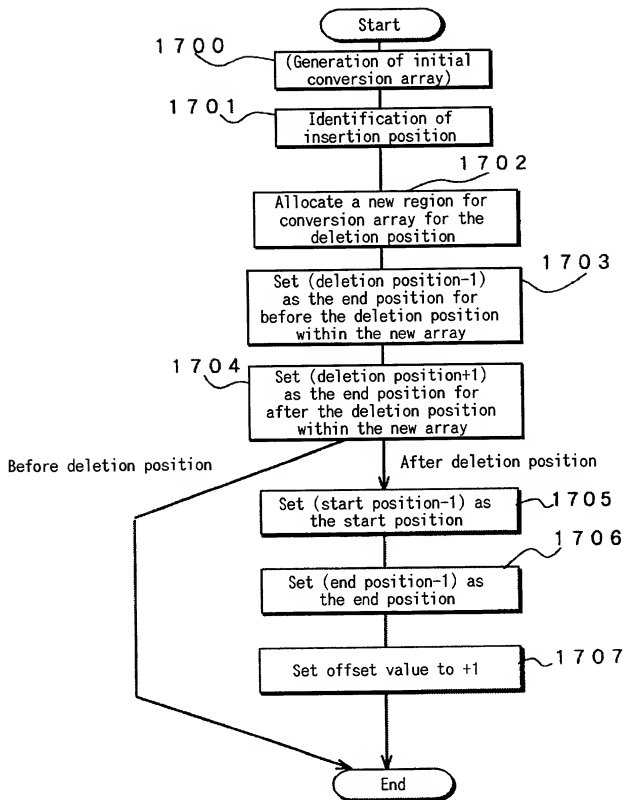 Start
1700
(Generation of initial
conversion array)
1701
Identification of
insertion position
1702
Allocate a new region for
conversion array for the
deletion position
1703
Set (deletion position-1)
as the end position for
before the deletion position
within the new array
1704
Set (deletion position+1)
as the end position for
after the deletion position
within the new array
Before deletion position
After deletion position
Set (start position-1) as
the start position
1705
1706
Set (end position-1) as
the end position
Set offset value to +1
1707
End